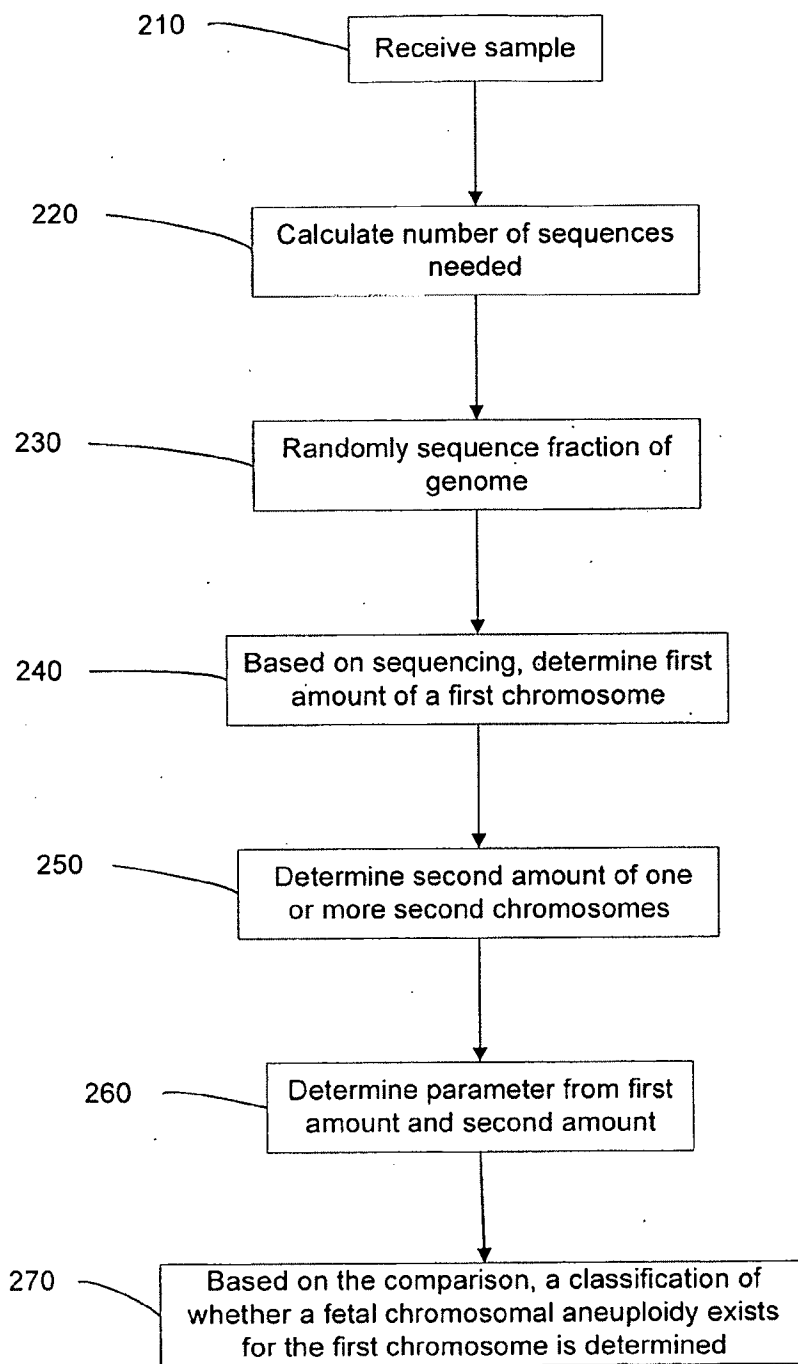 210
Receive sample
220
Calculate number of sequences
needed
230
Randomly sequence fraction of
genome
240
Based on sequencing, determine first
amount of a first chromosome
250
Determine second amount of one
or more second chromosomes
260
Determine parameter from first
amount and second amount
270
Based on the comparison, a classification of
whether a fetal chromosomal aneuploidy exists
for the first chromosome is determined